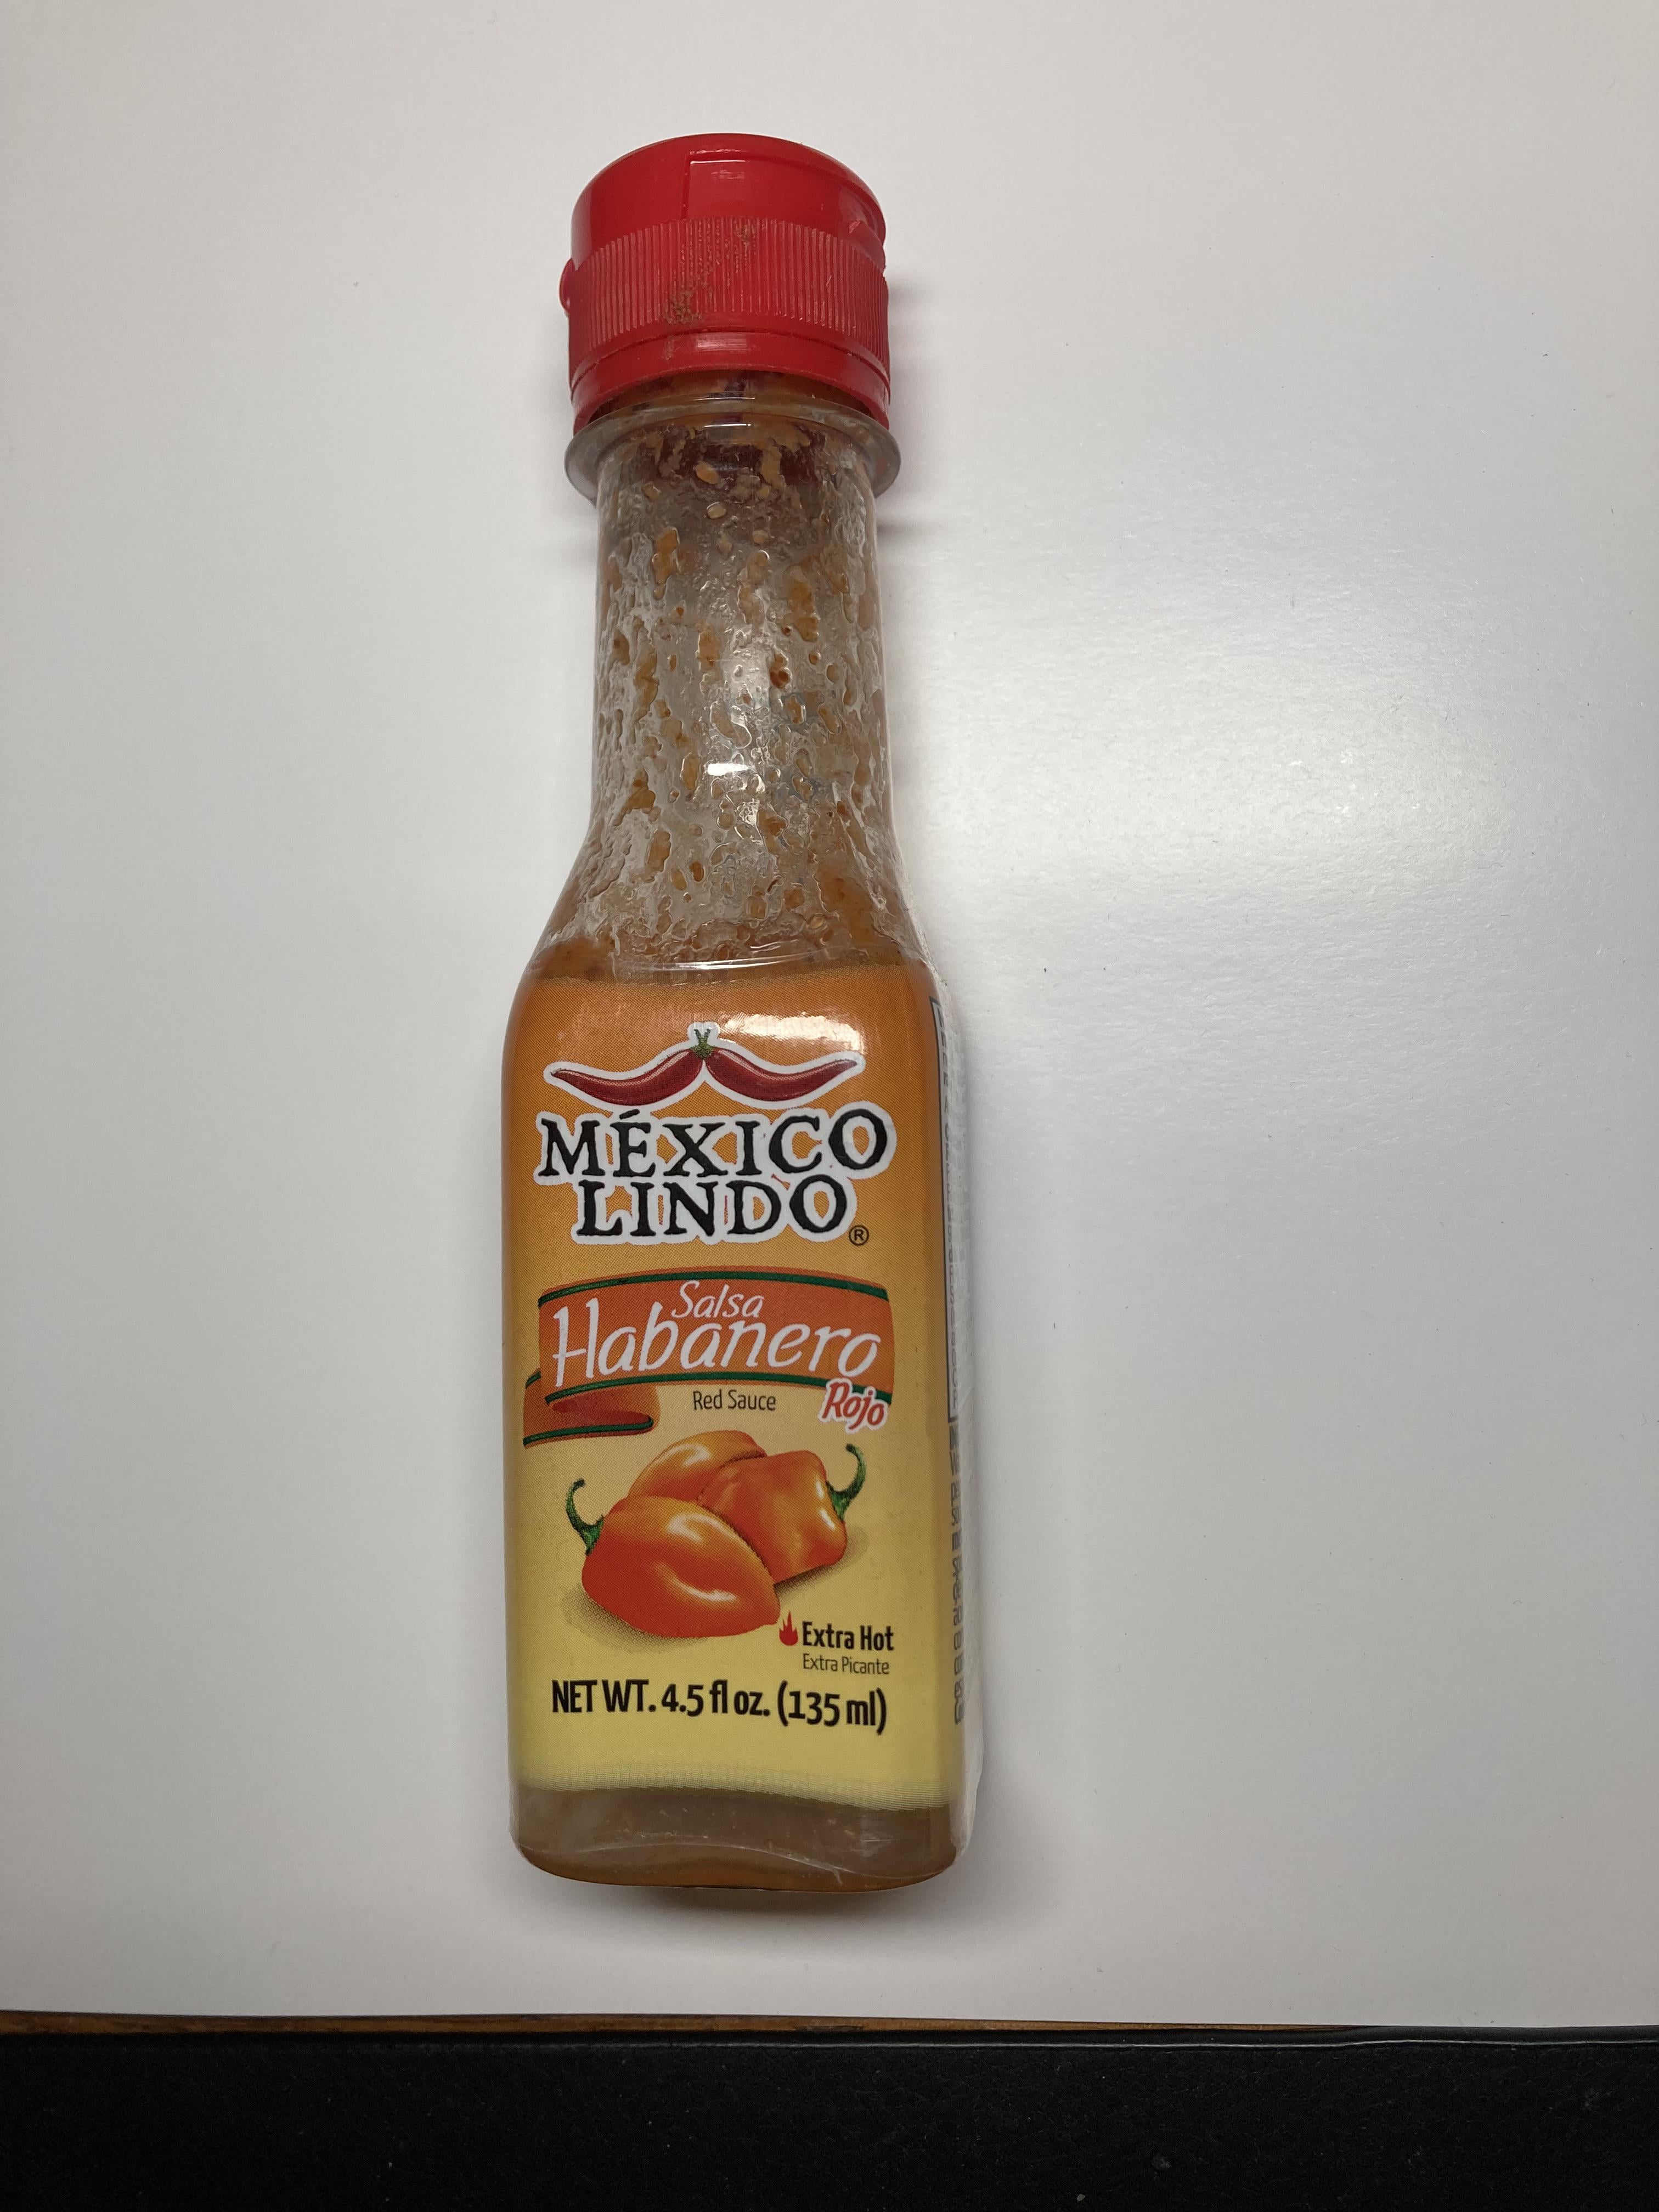 MÉXICO
LINDO®
Salsa
Habanero
Rojo
Red Sauce
Extra Hot
Extra Picante
NET WT. 4.5 fl oz. (135 ml)